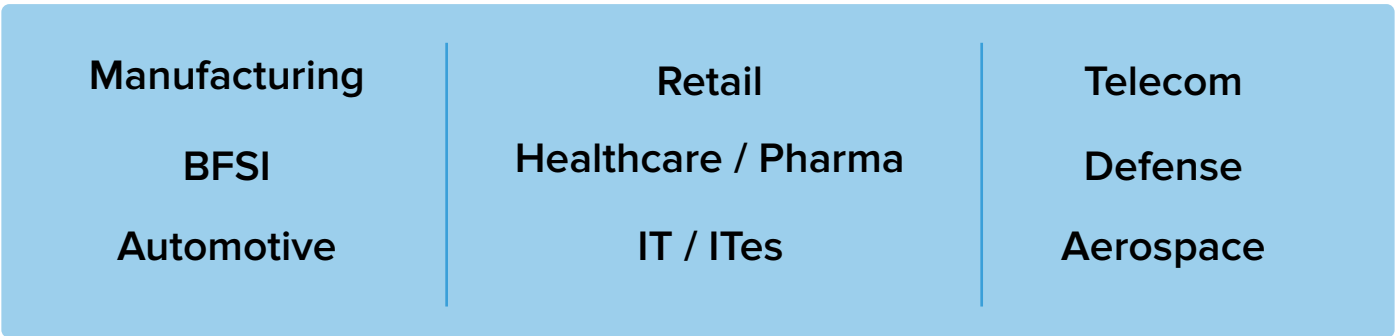 Manufacturing
BFSI
Automotive
Retail
Healthcare / Pharma
IT / ITes
Telecom
Defense
Aerospace